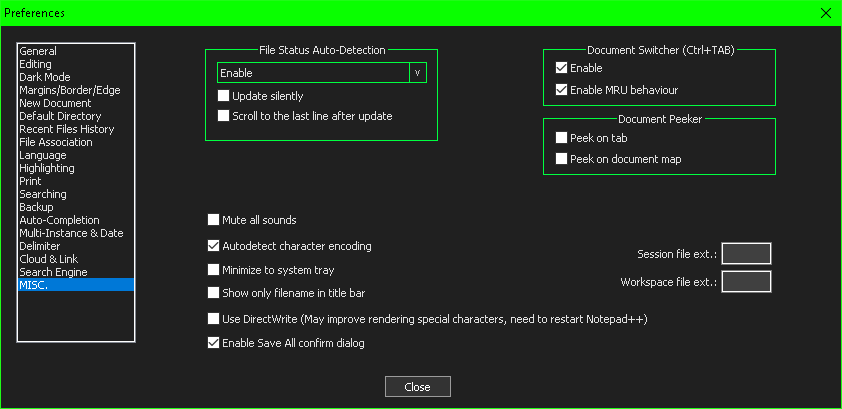 Preferences
General
Editing
Dark Mode
Margins/Border/Edge
New Document
Default Directory
Recent Files History
File Association
Language
Highlighting
Print
Searching
Backup
Auto-Completion
Multi-Instance & Date
Delimiter
Cloud & Link
Search Engine
MISC.
File Status Auto-Detection
Enable
v
Update silently
Scroll to the last line after update
Document Switcher (Ctrl+TAB)
Enable
Enable MRU behaviour
Document Peeker
Peek on tab
Peek on document map
Mute all sounds
Autodetect character encoding
Minimize to system tray
Show only filename in title bar
Use DirectWrite (May improve rendering special characters, need to restart Notepad++)
Enable Save All confirm dialog
Session file ext.:
Workspace file ext.:
Close